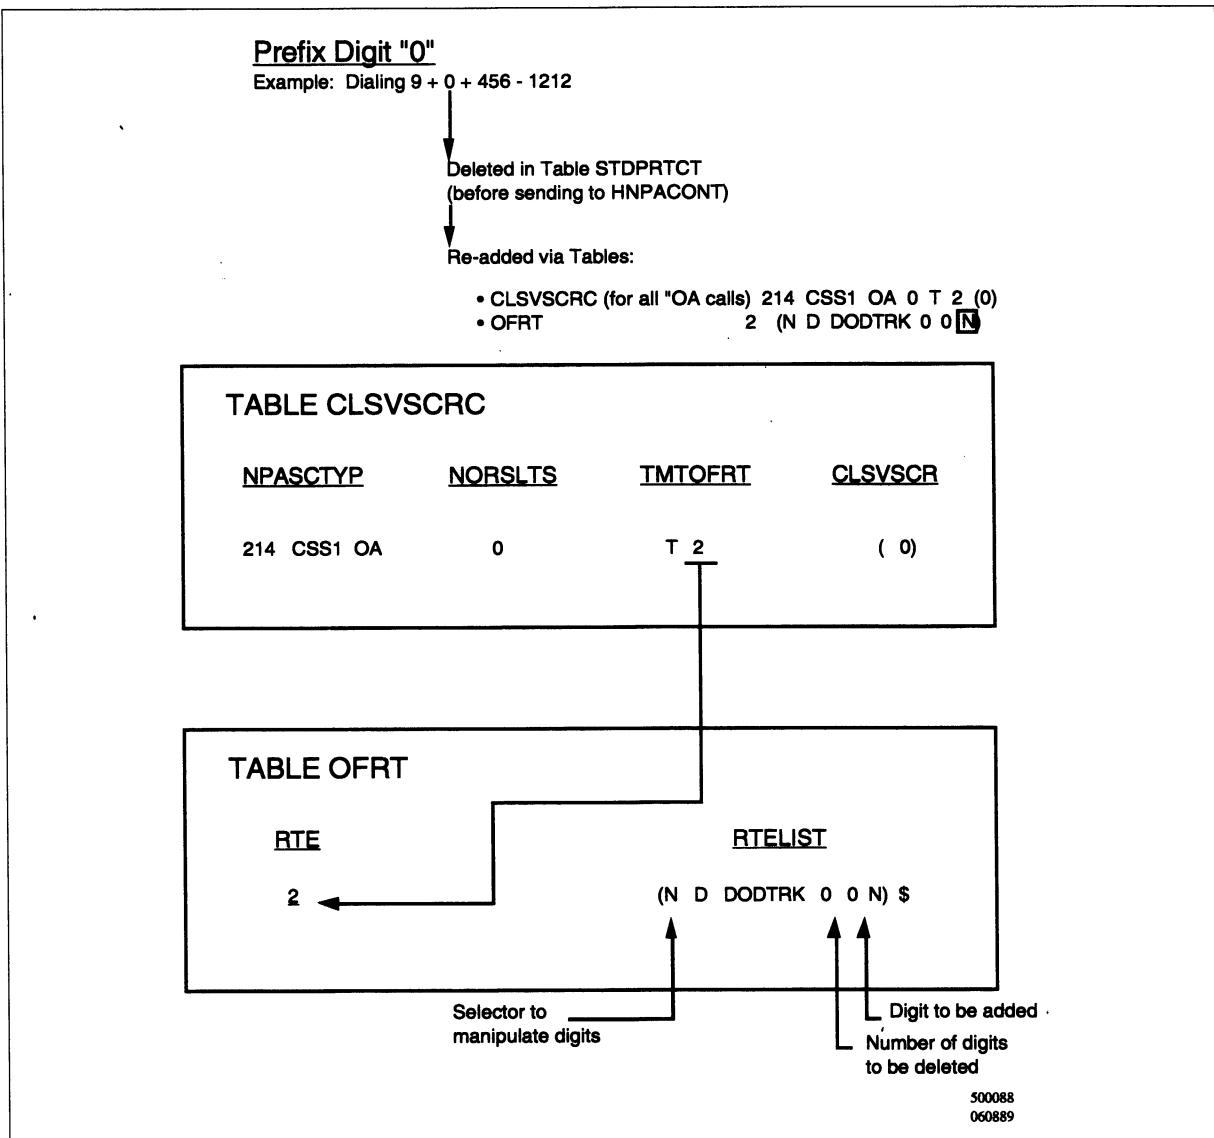 Prefix Digit "0"
Example: Dialing 9 + 0 + 456 - 1212
Deleted in Table STDPRTCT
(before sending to HNPACONT)
Re-added via Tables:
• CLSVSCRC (for all "OA calls) 214 CSS1 OA 0 T 2 (0)
• OFRT 2 (N D DODTRK 0 0 N)
TABLE CLSVSCRC
NPASCTYP NORSLTS TMTOFRT CLSVSCR
214 CSS1 OA 0 T 2 ( 0)
TABLE OFRT
RTE RTELIST
2 (N D DODTRK 0 0 N) $
Selector to
manipulate digits
Digit to be added
Number of digits
to be deleted
500088
060889